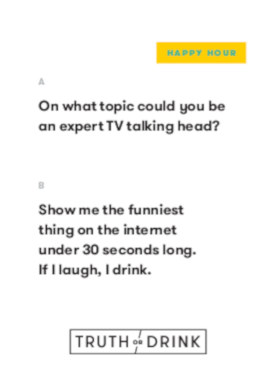 HAPPY HOUR
A
On what topic could you be
an expert TV talking head?
B
Show me the funniest
thing on the internet
under 30 seconds long.
If I laugh, I drink.
TRUTH OR DRINK